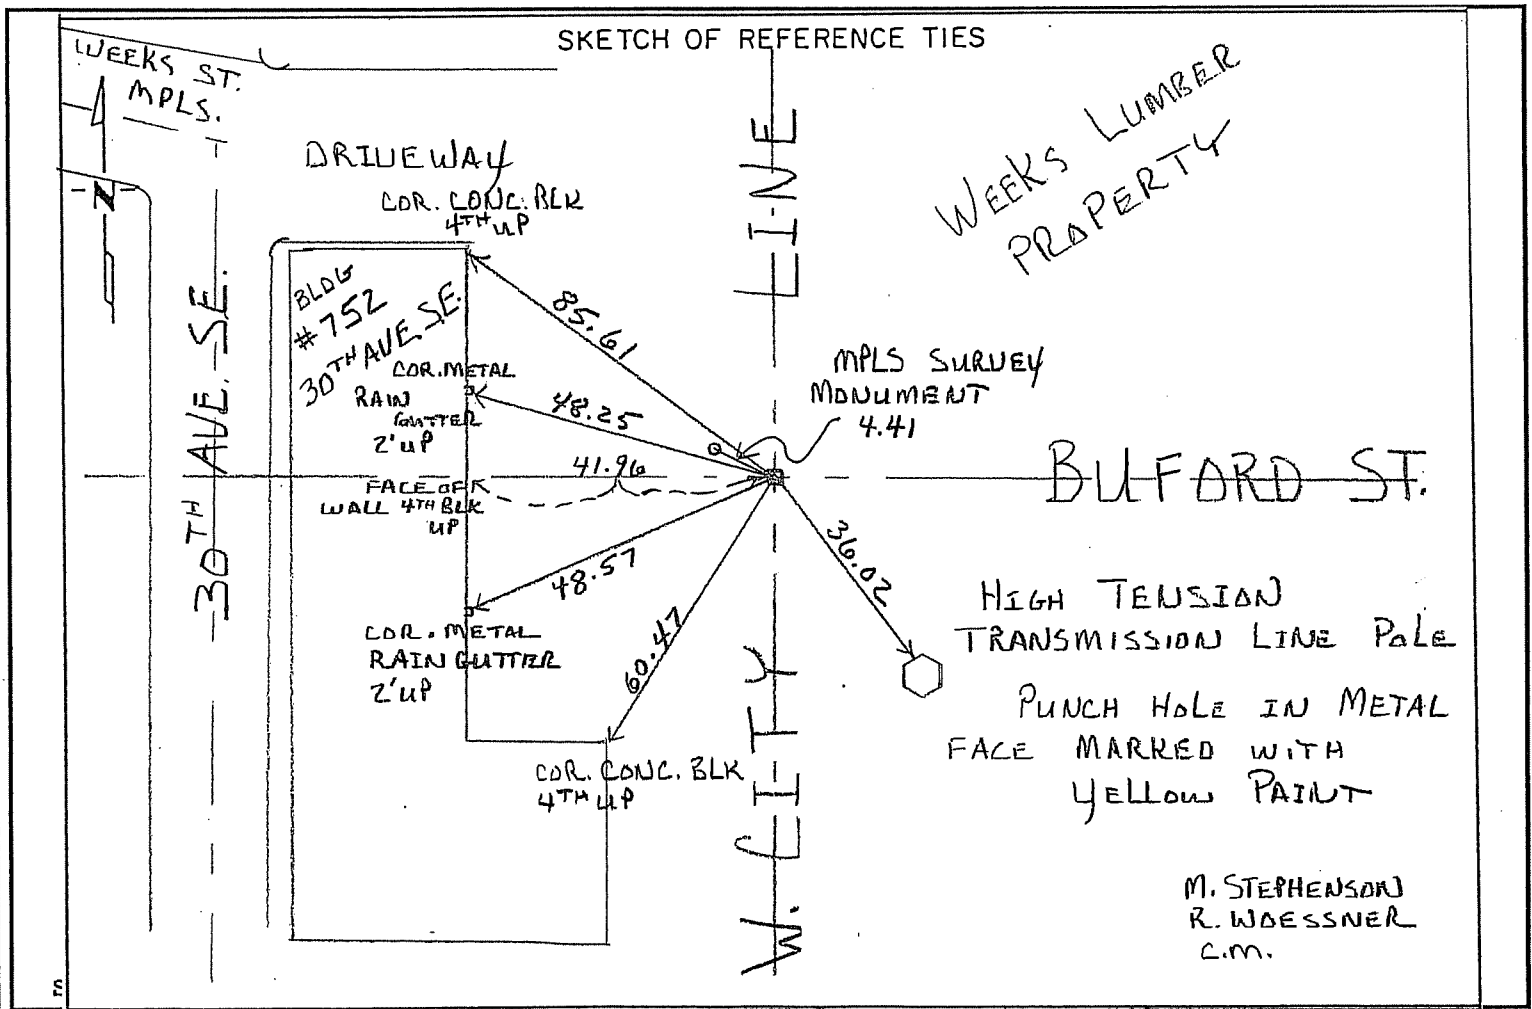 SKETCH OF REFERENCE TIES
WEEKS ST.
MPLS.
N
DRIVEWAY
COR. CONC. BLK
4TH UP
WEEKS LUMBER
PROPERTY
BLDG
#752
30TH AVE. SE.
85.61
COR. METAL
RAIN
GUTTER
2' UP
48.25
MPLS SURVEY
MONUMENT
4.41
41.96
FACE OF
WALL 4TH BLK
UP
BUFORD ST.
30TH AVE. SE.
48.57
36.02
60.47
COR. METAL
RAIN GUTTER
2' UP
HIGH TENSION
TRANSMISSION LINE POLE
PUNCH HOLE IN METAL
FACE MARKED WITH
YELLOW PAINT
COR. CONC. BLK
4TH UP
W. CITY LINE
M. STEPHENSON
R. WOESSNER
C.M.